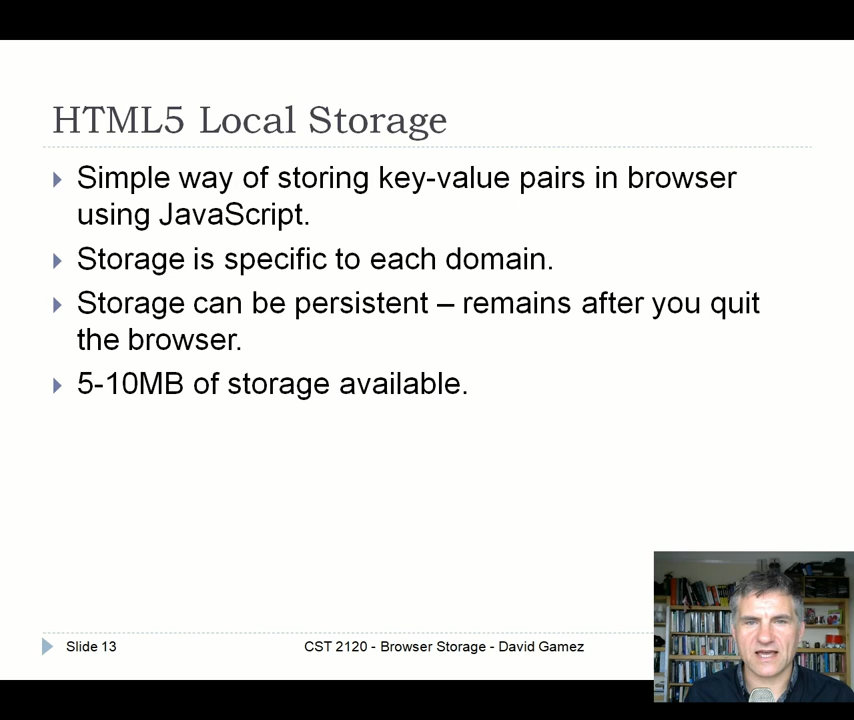 HTML5 Local Storage
Simple way of storing key-value pairs in browser
using JavaScript.
Storage is specific to each domain.
Storage can be persistent – remains after you quit
the browser.
5-10MB of storage available.
Slide 13
CST 2120 - Browser Storage - David Gamez